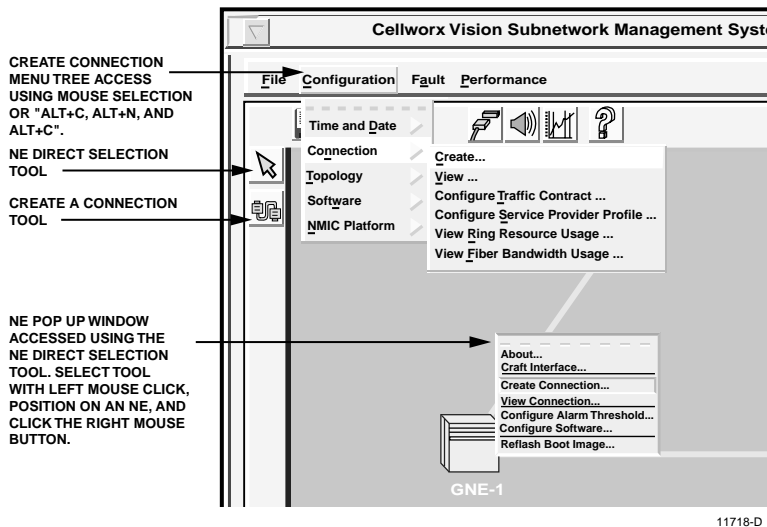 Cellworx Vision Subnetwork Management Syst
CREATE CONNECTION
MENU TREE ACCESS
USING MOUSE SELECTION
OR "ALT+C, ALT+N, AND
ALT+C".
File Configuration Fault Performance
NE DIRECT SELECTION
TOOL
CREATE A CONNECTION
TOOL
Time and Date
Connection
Topology
Software
NMIC Platform
Create...
View ...
Configure Traffic Contract ...
Configure Service Provider Profile ...
View Ring Resource Usage ...
View Fiber Bandwidth Usage ...
NE POP UP WINDOW
ACCESSED USING THE
NE DIRECT SELECTION
TOOL. SELECT TOOL
WITH LEFT MOUSE CLICK,
POSITION ON AN NE, AND
CLICK THE RIGHT MOUSE
BUTTON.
About...
Craft Interface...
Create Connection...
View Connection...
Configure Alarm Threshold...
Configure Software...
Reflash Boot Image...
GNE-1
11718-D